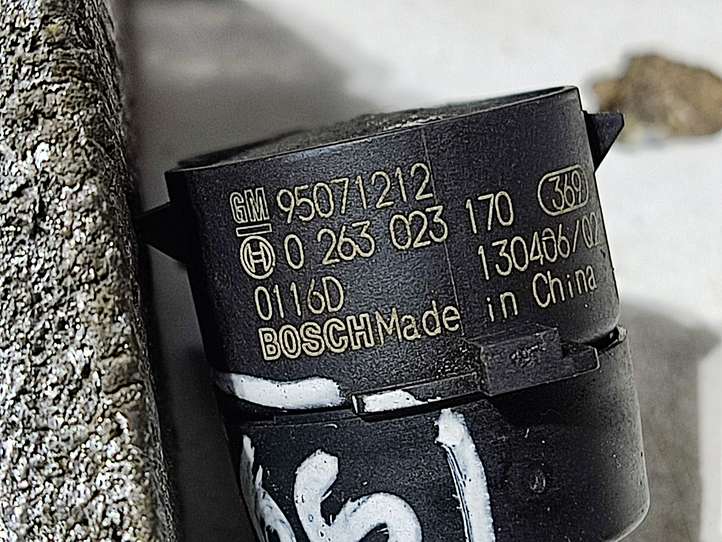 GM 95071212
0 263 023 170 369
0116D 130406/02
BOSCH Made in China